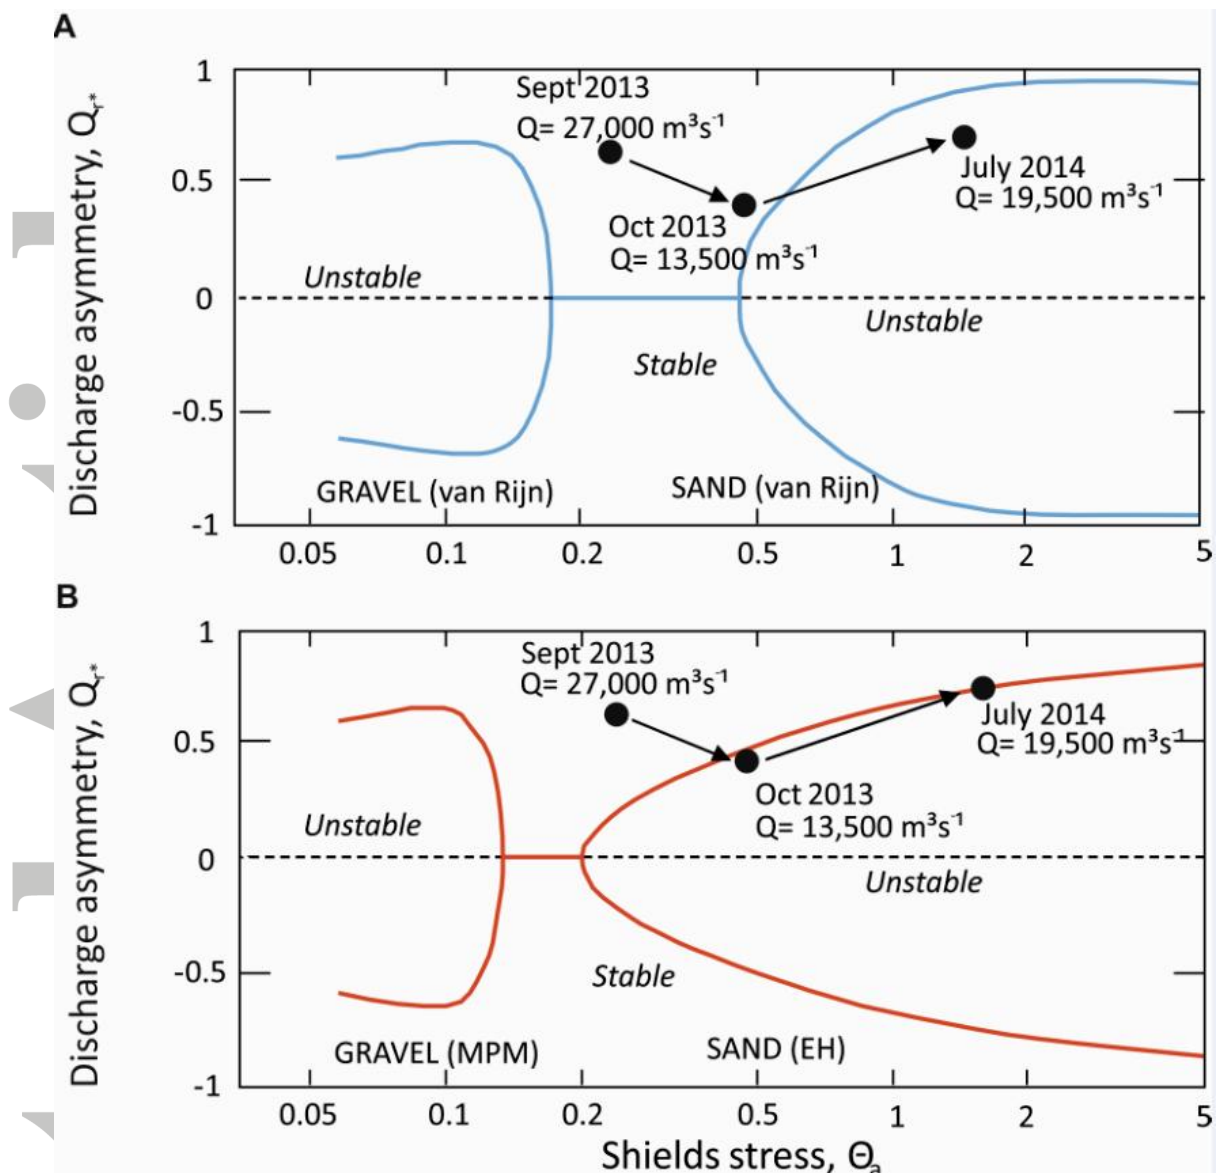 A
Discharge asymmetry, Qr*
1
0.5
0
-0.5
-1
Sept 2013
Q= 27,000 m³s⁻¹
Oct 2013
Q= 13,500 m³s⁻¹
July 2014
Q= 19,500 m³s⁻¹
Unstable
Unstable
Stable
GRAVEL (van Rijn)
SAND (van Rijn)
0.05 0.1 0.2 0.5 1 2 5
B
Discharge asymmetry, Qr*
1
0.5
0
-0.5
-1
Sept 2013
Q= 27,000 m³s⁻¹
July 2014
Q= 19,500 m³s⁻¹
Oct 2013
Q= 13,500 m³s⁻¹
Unstable
Unstable
Stable
GRAVEL (MPM)
SAND (EH)
0.05 0.1 0.2 0.5 1 2 5
Shields stress, Θa